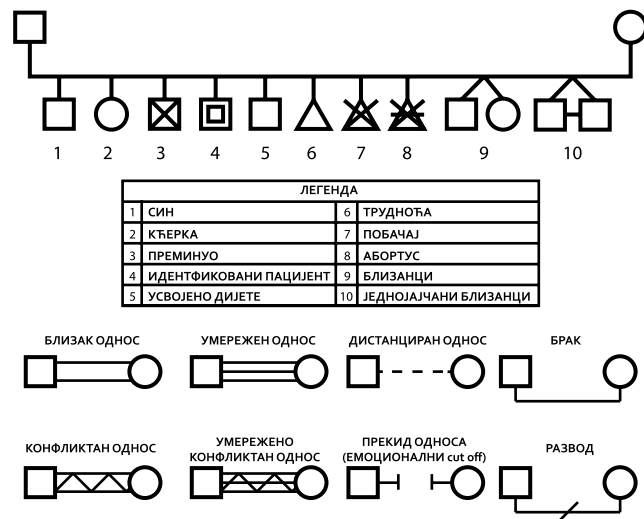 1 2 3 4 5 6 7 8 9 10
ЛЕГЕНДА
1 СИН 6 ТРУДНОЋА
2 КЋЕРКА 7 ПОБАЧАЈ
3 ПРЕМИНУО 8 АБОРТУС
4 ИДЕНТФИКОВАНИ ПАЦИЈЕНТ 9 БЛИЗАНЦИ
5 УСВОЈЕНО ДИЈЕТЕ 10 ЈЕДНОЈАЈЧАНИ БЛИЗАНЦИ
БЛИЗАК ОДНОС УМЕРЕЖЕН ОДНОС ДИСТАНЦИРАН ОДНОС БРАК
КОНФЛИКТАН ОДНОС УМЕРЕЖЕНО КОНФЛИКТАН ОДНОС ПРЕКИД ОДНОСА (ЕМОЦИОНАЛНИ cut off) РАЗВОД